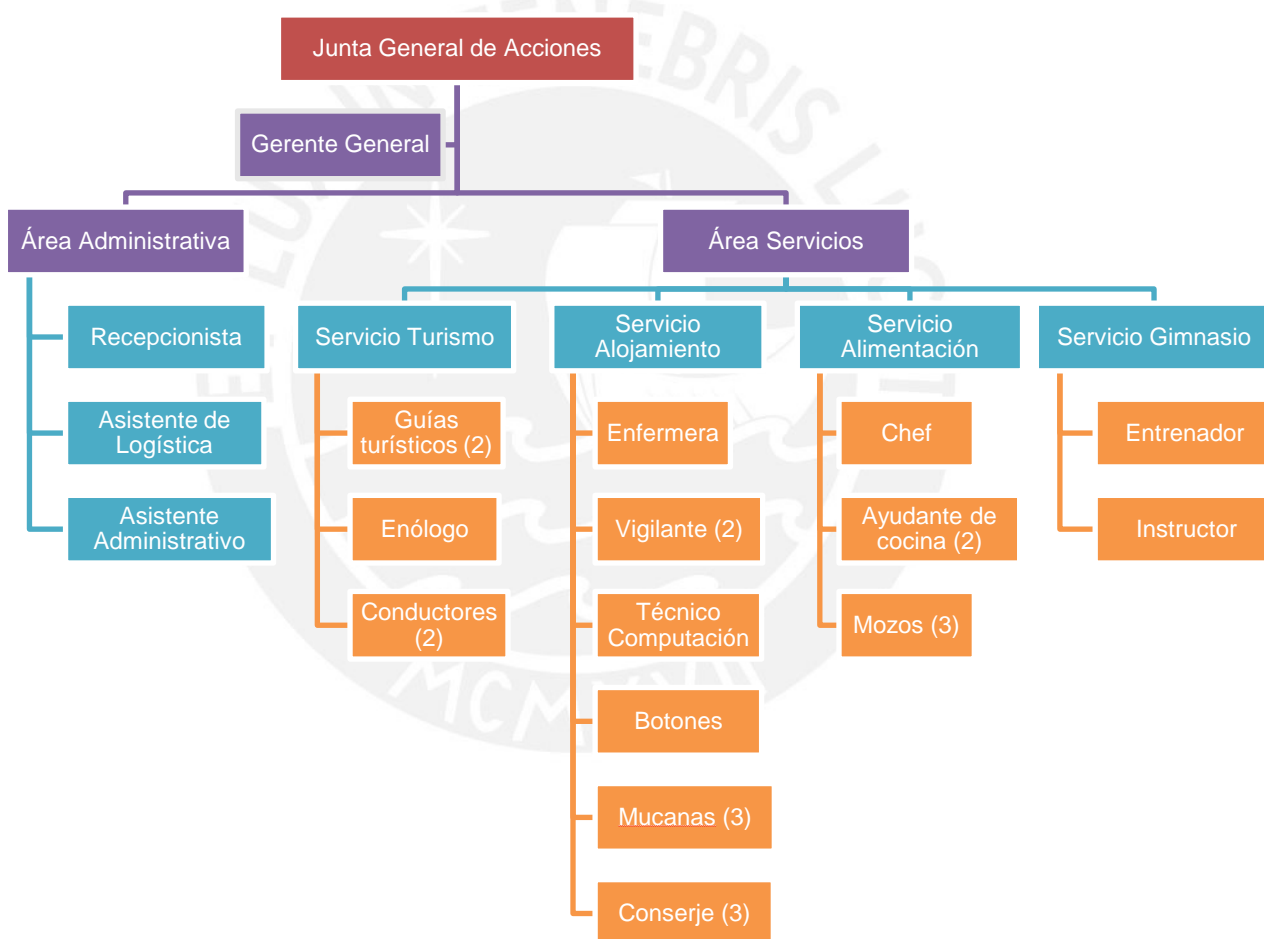 Junta General de Acciones
Gerente General
Área Administrativa
Área Servicios
Recepcionista
Servicio Turismo
Servicio
Alojamiento
Servicio
Alimentación
Servicio Gimnasio
Asistente de
Logística
Guías
turísticos (2)
Enfermera
Chef
Entrenador
Asistente
Administrativo
Enólogo
Vigilante (2)
Ayudante de
cocina (2)
Instructor
Conductores
(2)
Técnico
Computación
Mozos (3)
Botones
Mucanas (3)
Conserje (3)